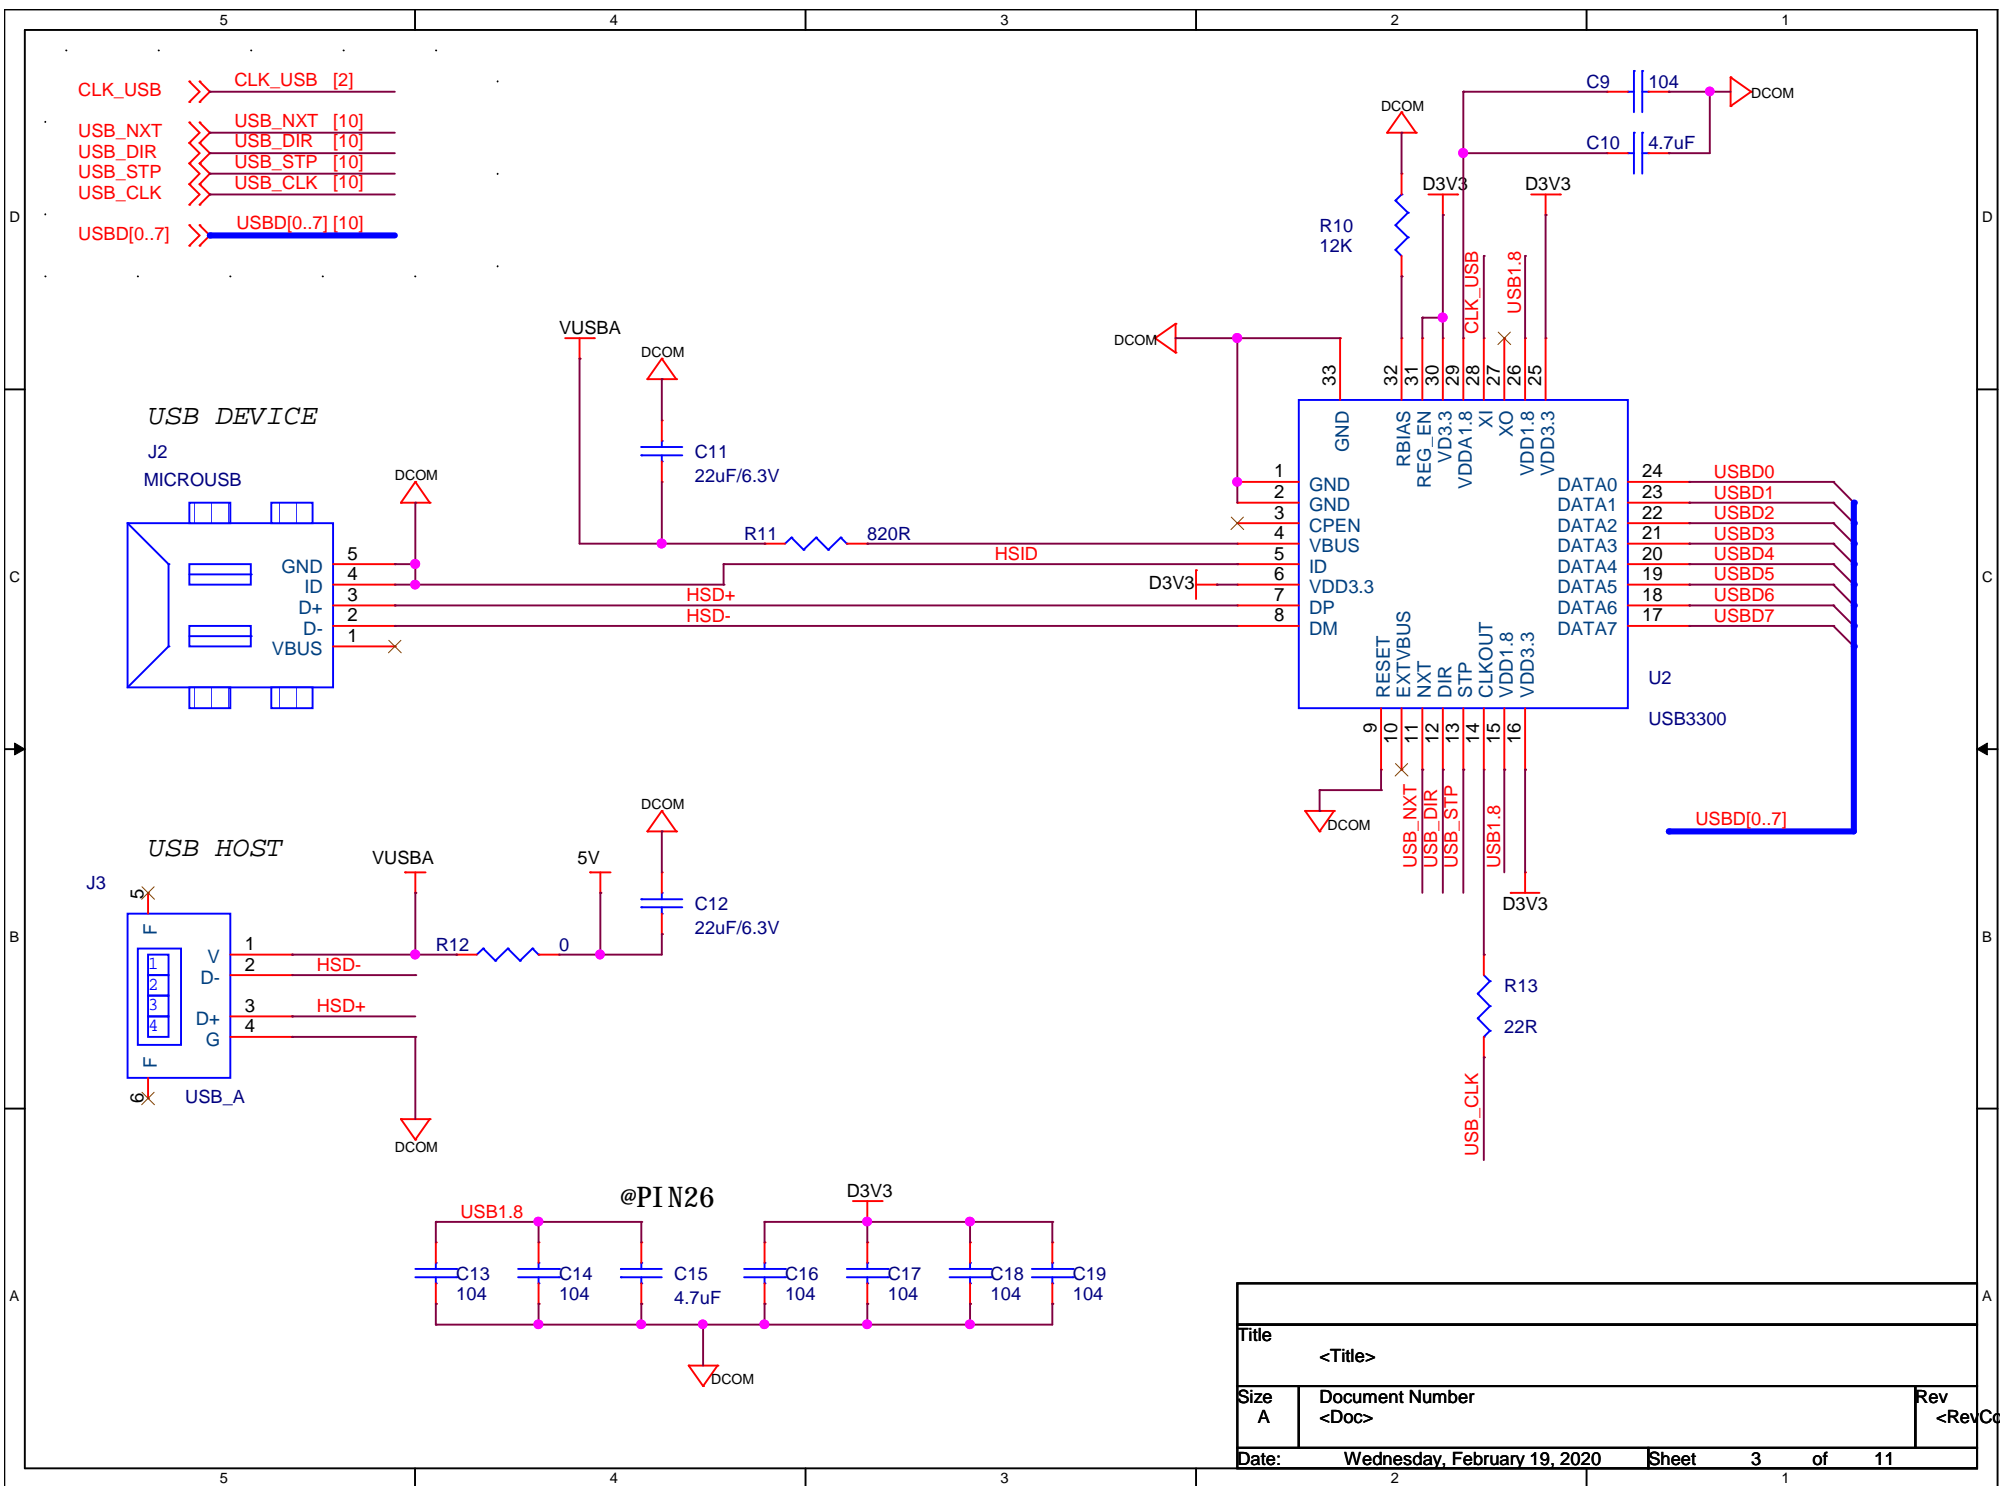 5 4 3 2 1
CLK_USB CLK_USB [2]
USB_NXT USB_NXT [10]
USB_DIR USB_DIR [10]
USB_STP USB_STP [10]
USB_CLK USB_CLK [10]
USBD[0..7] USBD[0..7] [10]
D D
C9 104 DCOM
C10 4.7uF
DCOM
R10
12K
D3V3 D3V3
CLK_USB
USB1.8
DCOM
33 32 31 30 29 28 27 26 25
GND RBIAS REG_EN VD3.3 VDDA1.8 XI XO VDD1.8 VDD3.3
VUSBA
DCOM
C11
22uF/6.3V
R11 820R
USB DEVICE
J2
MICROUSB
DCOM
GND 5
ID 4
D+ 3
D- 2
VBUS 1
HSID
D3V3
HSD+
HSD-
1 GND
2 GND
3 CPEN
4 VBUS
5 ID
6 VDD3.3
7 DP
8 DM
DATA0 24 USBD0
DATA1 23 USBD1
DATA2 22 USBD2
DATA3 21 USBD3
DATA4 20 USBD4
DATA5 19 USBD5
DATA6 18 USBD6
DATA7 17 USBD7
C C
RESET EXTVBUS NXT DIR STP CLKOUT VDD1.8 VDD3.3
9 10 11 12 13 14 15 16
U2
USB3300
DCOM
USB_NXT
USB_DIR
USB_STP
USB1.8
D3V3
USBD[0..7]
R13
22R
USB_CLK
USB HOST
J3
VUSBA
5V
DCOM
C12
22uF/6.3V
R12 0
5
F
1 2 3 4
V 1
D- 2 HSD-
D+ 3 HSD+
G 4
F
6
USB_A
DCOM
B B
@PIN26
USB1.8
D3V3
C13
104
C14
104
C15
4.7uF
C16
104
C17
104
C18
104
C19
104
DCOM
A A
Title
<Title>
Size
A
Document Number
<Doc>
Rev
<RevCo
Date: Wednesday, February 19, 2020 Sheet 3 of 11
5 4 3 2 1